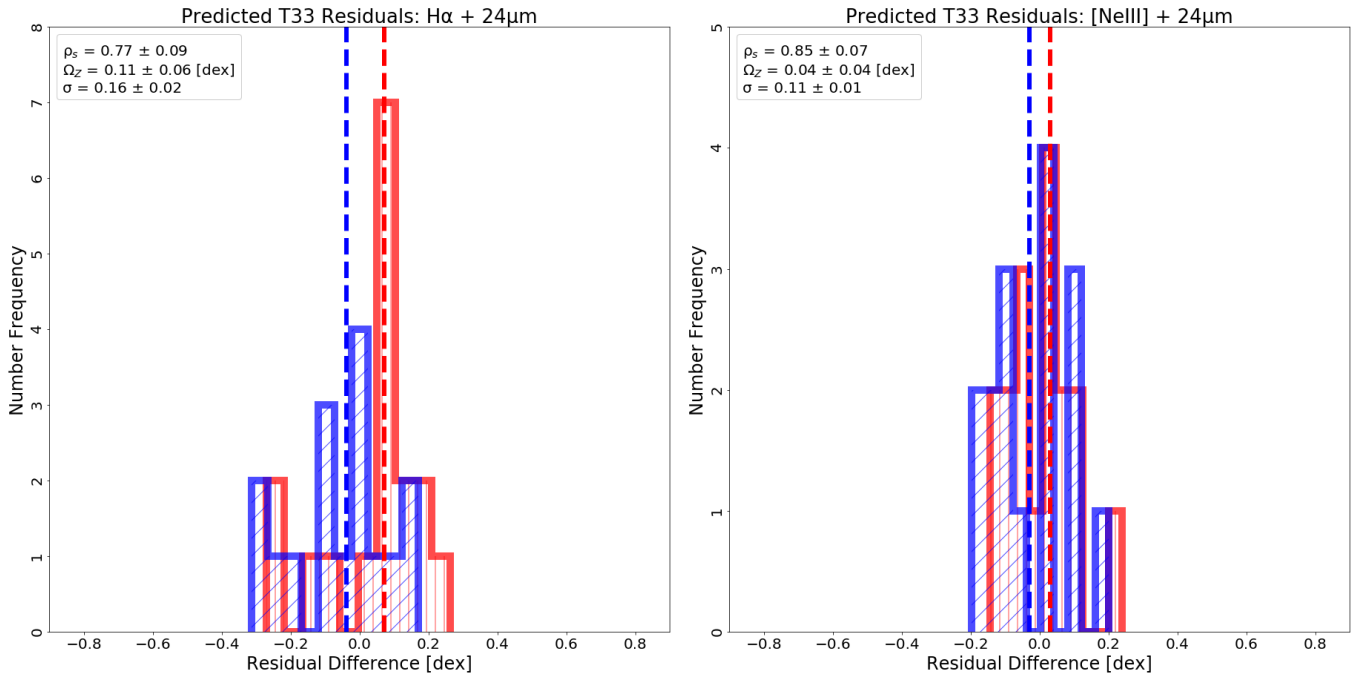 Predicted T33 Residuals: Hα + 24μm
ρₛ = 0.77 ± 0.09
Ω_Z = 0.11 ± 0.06 [dex]
σ = 0.16 ± 0.02
8
7
6
5
4
3
2
1
0
Number Frequency
−0.8 −0.6 −0.4 −0.2 0.0 0.2 0.4 0.6 0.8
Residual Difference [dex]
Predicted T33 Residuals: [NeIII] + 24μm
ρₛ = 0.85 ± 0.07
Ω_Z = 0.04 ± 0.04 [dex]
σ = 0.11 ± 0.01
5
4
3
2
1
0
Number Frequency
−0.8 −0.6 −0.4 −0.2 0.0 0.2 0.4 0.6 0.8
Residual Difference [dex]